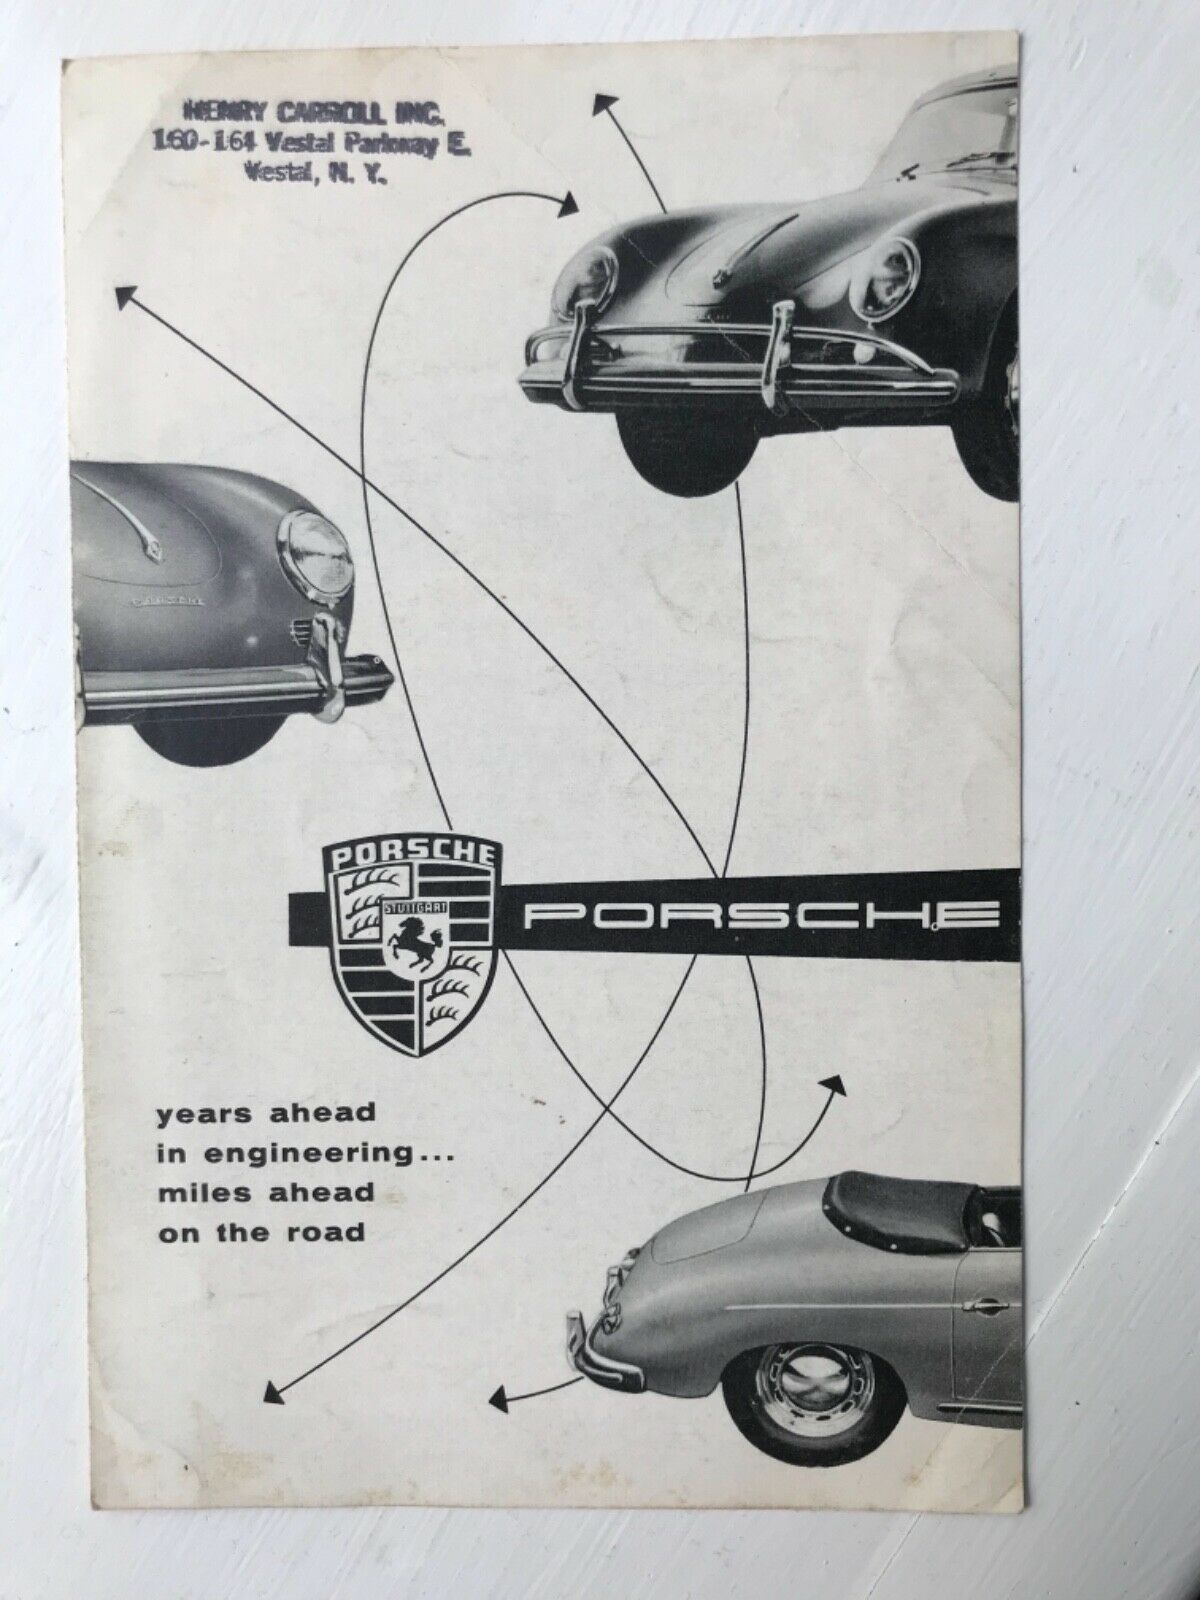 HENRY CARROLL INC.
160-164 Vestal Parkway E.
Vestal, N. Y.
PORSCHE
PORSCHE
STUTTGART
PORSCHE
years ahead
in engineering...
miles ahead
on the road